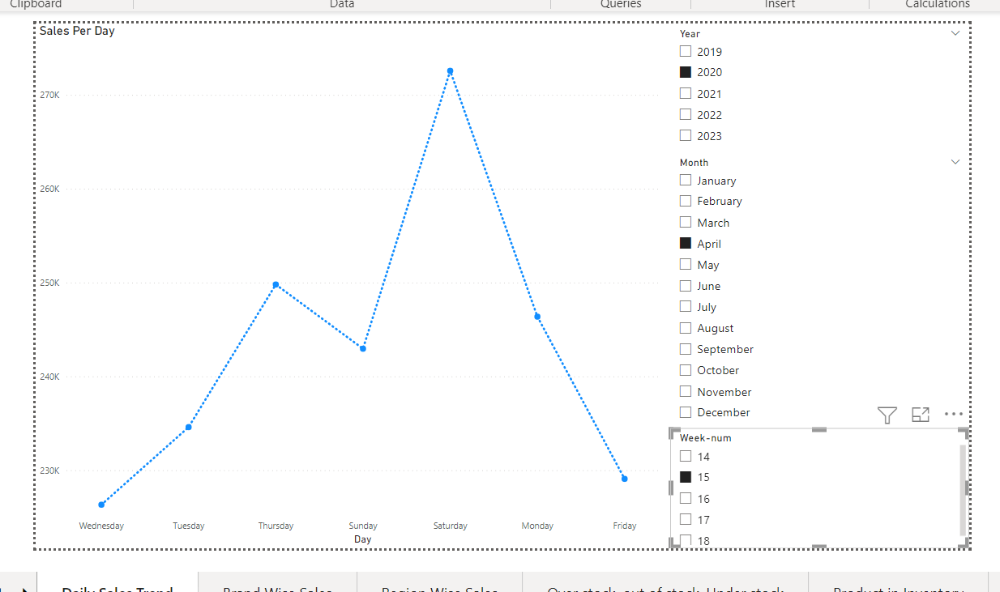 Clipboard
Data
Queries
Insert
Calculations
Sales Per Day
270K
260K
250K
240K
230K
Wednesday
Tuesday
Thursday
Sunday
Saturday
Monday
Friday
Day
Year
2019
2020
2021
2022
2023
Month
January
February
March
April
May
June
July
August
September
October
November
December
Week-num
14
15
16
17
18
Daily Sales Trend
Brand Wise Sales
Region Wise Sales
Over stock, out of stock, Under stock
Product in Inventory